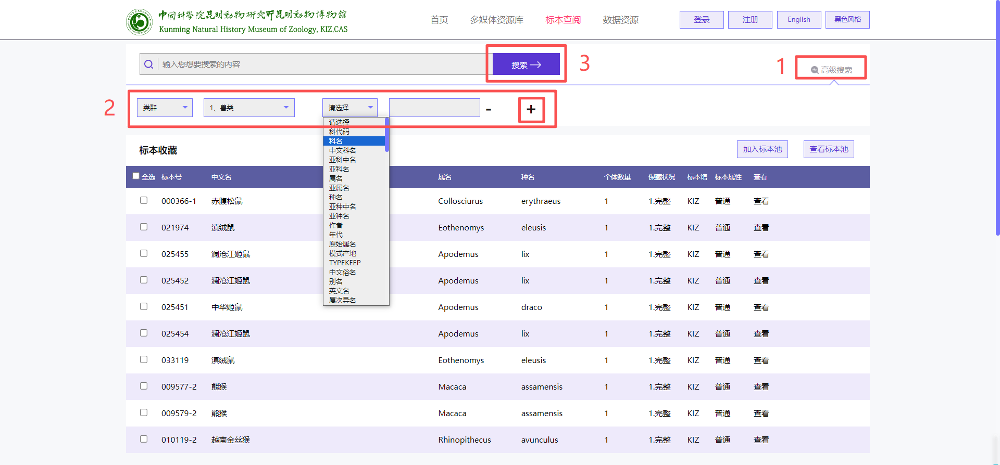 中國科學院昆明動物研究所昆明動物博物館
Kunming Natural History Museum of Zoology, KIZ,CAS
首页 多媒体资源库 标本查阅 数据资源 登录 注册 English 黑色风格
输入您想要搜索的内容 搜索 3 1 高级搜索
2 类群 1、兽类 请选择 - +
请选择
科代码
科名
中文科名
亚科中名
亚科名
属名
亚属名
种名
亚种中名
亚种名
作者
年代
原始属名
模式产地
TYPEKEEP
中文俗名
别名
英文名
属次异名
标本收藏 加入标本池 查看标本池
全选 标本号 中文名 属名 种名 个体数量 保藏状况 标本馆 标本属性 查看
000366-1 赤腹松鼠 Collosciurus erythraeus 1 1.完整 KIZ 普通 查看
021974 滇绒鼠 Eothenomys eleusis 1 1.完整 KIZ 普通 查看
025455 澜沧江姬鼠 Apodemus lix 1 1.完整 KIZ 普通 查看
025452 澜沧江姬鼠 Apodemus lix 1 1.完整 KIZ 普通 查看
025451 中华姬鼠 Apodemus draco 1 1.完整 KIZ 普通 查看
025454 澜沧江姬鼠 Apodemus lix 1 1.完整 KIZ 普通 查看
033119 滇绒鼠 Eothenomys eleusis 1 1.完整 KIZ 普通 查看
009577-2 熊猴 Macaca assamensis 1 1.完整 KIZ 普通 查看
009579-2 熊猴 Macaca assamensis 1 1.完整 KIZ 普通 查看
010119-2 越南金丝猴 Rhinopithecus avunculus 1 1.完整 KIZ 普通 查看